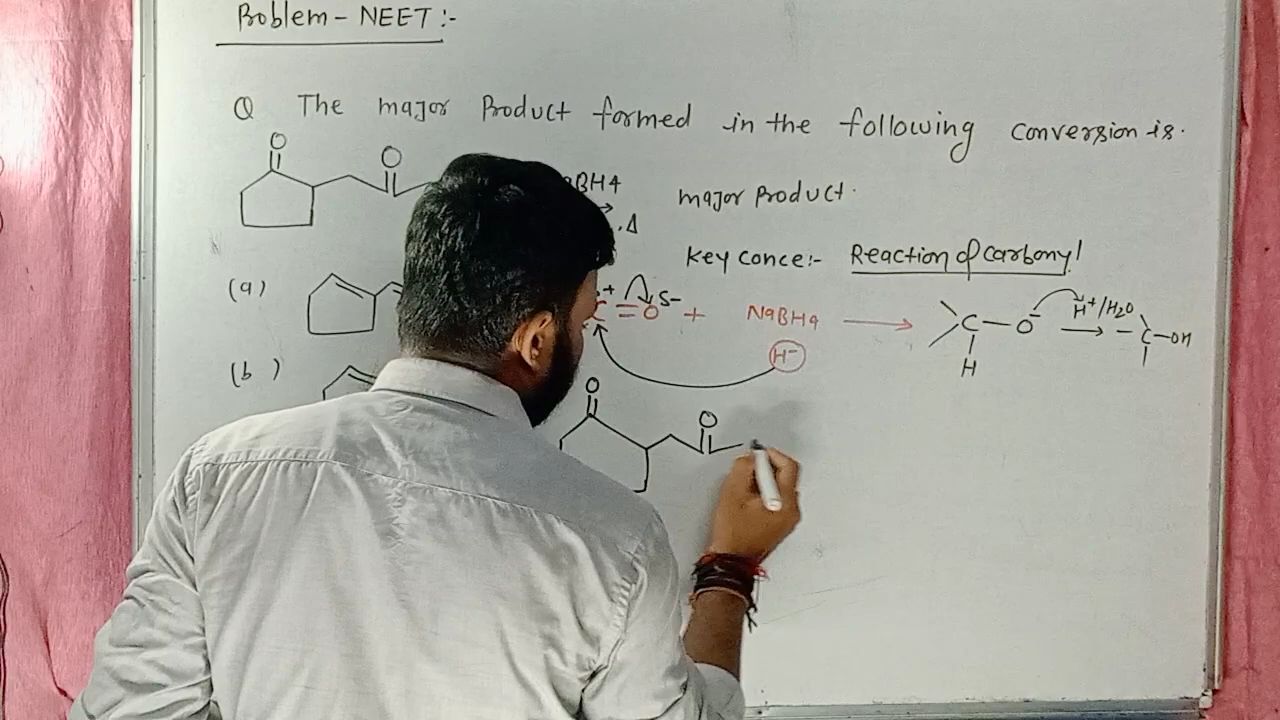 Problem - NEET :-
Q The major Product formed in the following conversion is.
O O
BH4 major Product.
,Δ
Key conce:- Reaction of carbonyl
(a) + C = O δ- + NaBH4 C - O- H+/H2O - C - OH
H-
H
(b)
O O